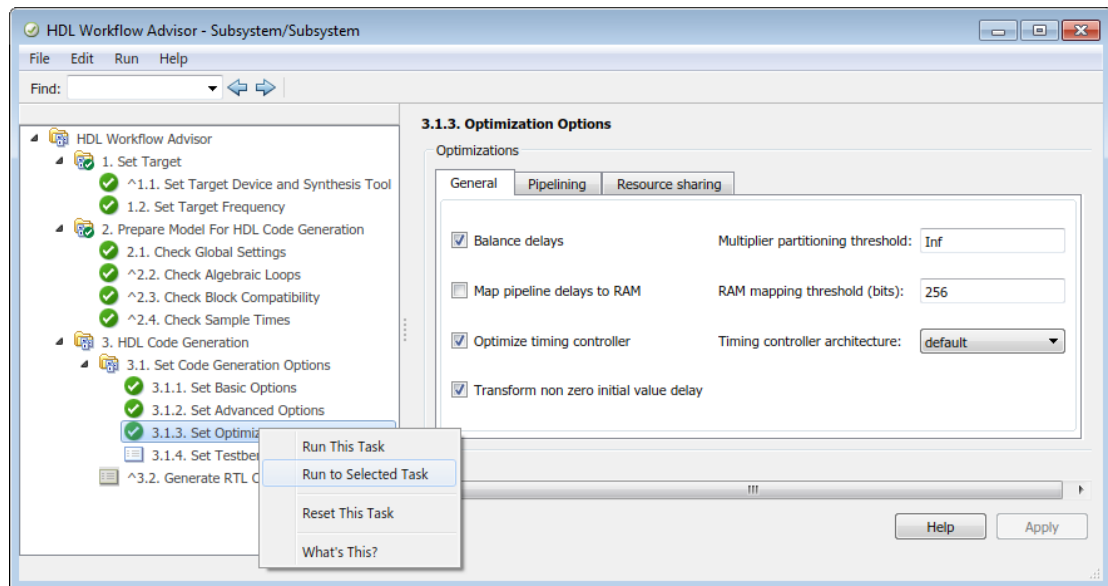 HDL Workflow Advisor - Subsystem/Subsystem
File Edit Run Help
Find:
HDL Workflow Advisor
1. Set Target
^1.1. Set Target Device and Synthesis Tool
1.2. Set Target Frequency
2. Prepare Model For HDL Code Generation
2.1. Check Global Settings
^2.2. Check Algebraic Loops
^2.3. Check Block Compatibility
^2.4. Check Sample Times
3. HDL Code Generation
3.1. Set Code Generation Options
3.1.1. Set Basic Options
3.1.2. Set Advanced Options
3.1.3. Set Optimiz
3.1.4. Set Testbe
^3.2. Generate RTL C
Run This Task
Run to Selected Task
Reset This Task
What's This?
3.1.3. Optimization Options
Optimizations
General Pipelining Resource sharing
Balance delays Multiplier partitioning threshold: Inf
Map pipeline delays to RAM RAM mapping threshold (bits): 256
Optimize timing controller Timing controller architecture: default
Transform non zero initial value delay
Help Apply